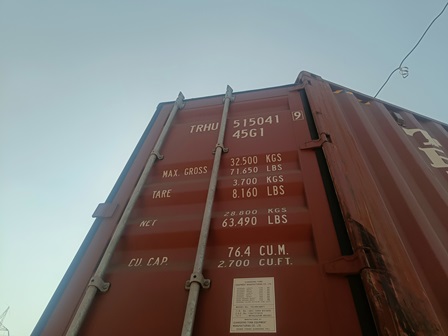 TRHU 515041 9
45G1
MAX. GROSS 32.500 KGS
71.650 LBS
TARE 3.700 KGS
8.160 LBS
NET 28.800 KGS
63.490 LBS
CU. CAP. 76.4 CU.M.
2.700 CU.FT.